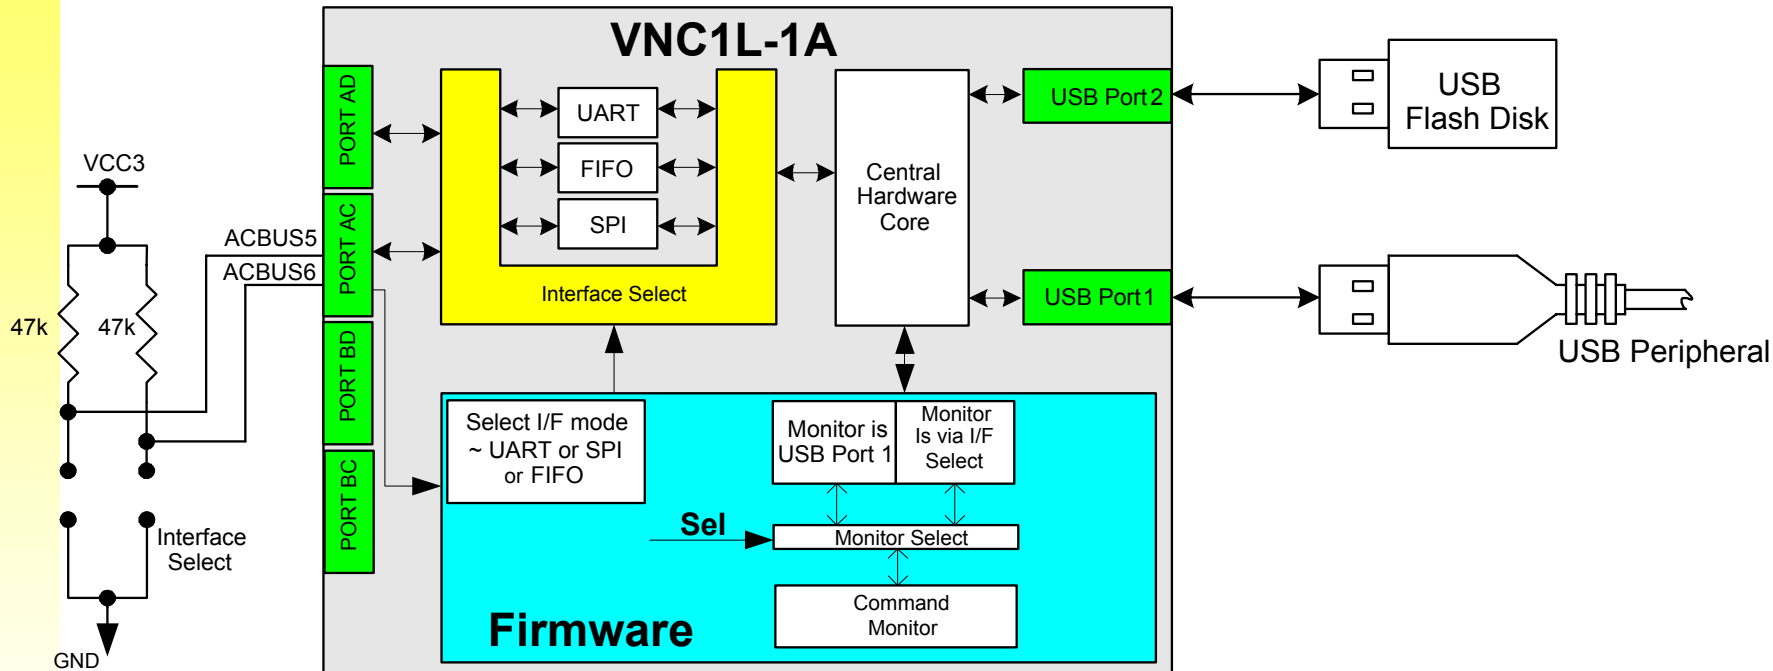 VNC1L-1A
PORT AD
PORT AC
PORT BD
PORT BC
VCC3
ACBUS5
ACBUS6
47k
47k
Interface
Select
GND
UART
FIFO
SPI
Interface Select
Central
Hardware
Core
USB Port 2
USB Port 1
USB
Flash Disk
USB Peripheral
Select I/F mode
~ UART or SPI
or FIFO
Monitor is
USB Port 1
Monitor
Is via I/F
Select
Sel
Monitor Select
Command
Monitor
Firmware